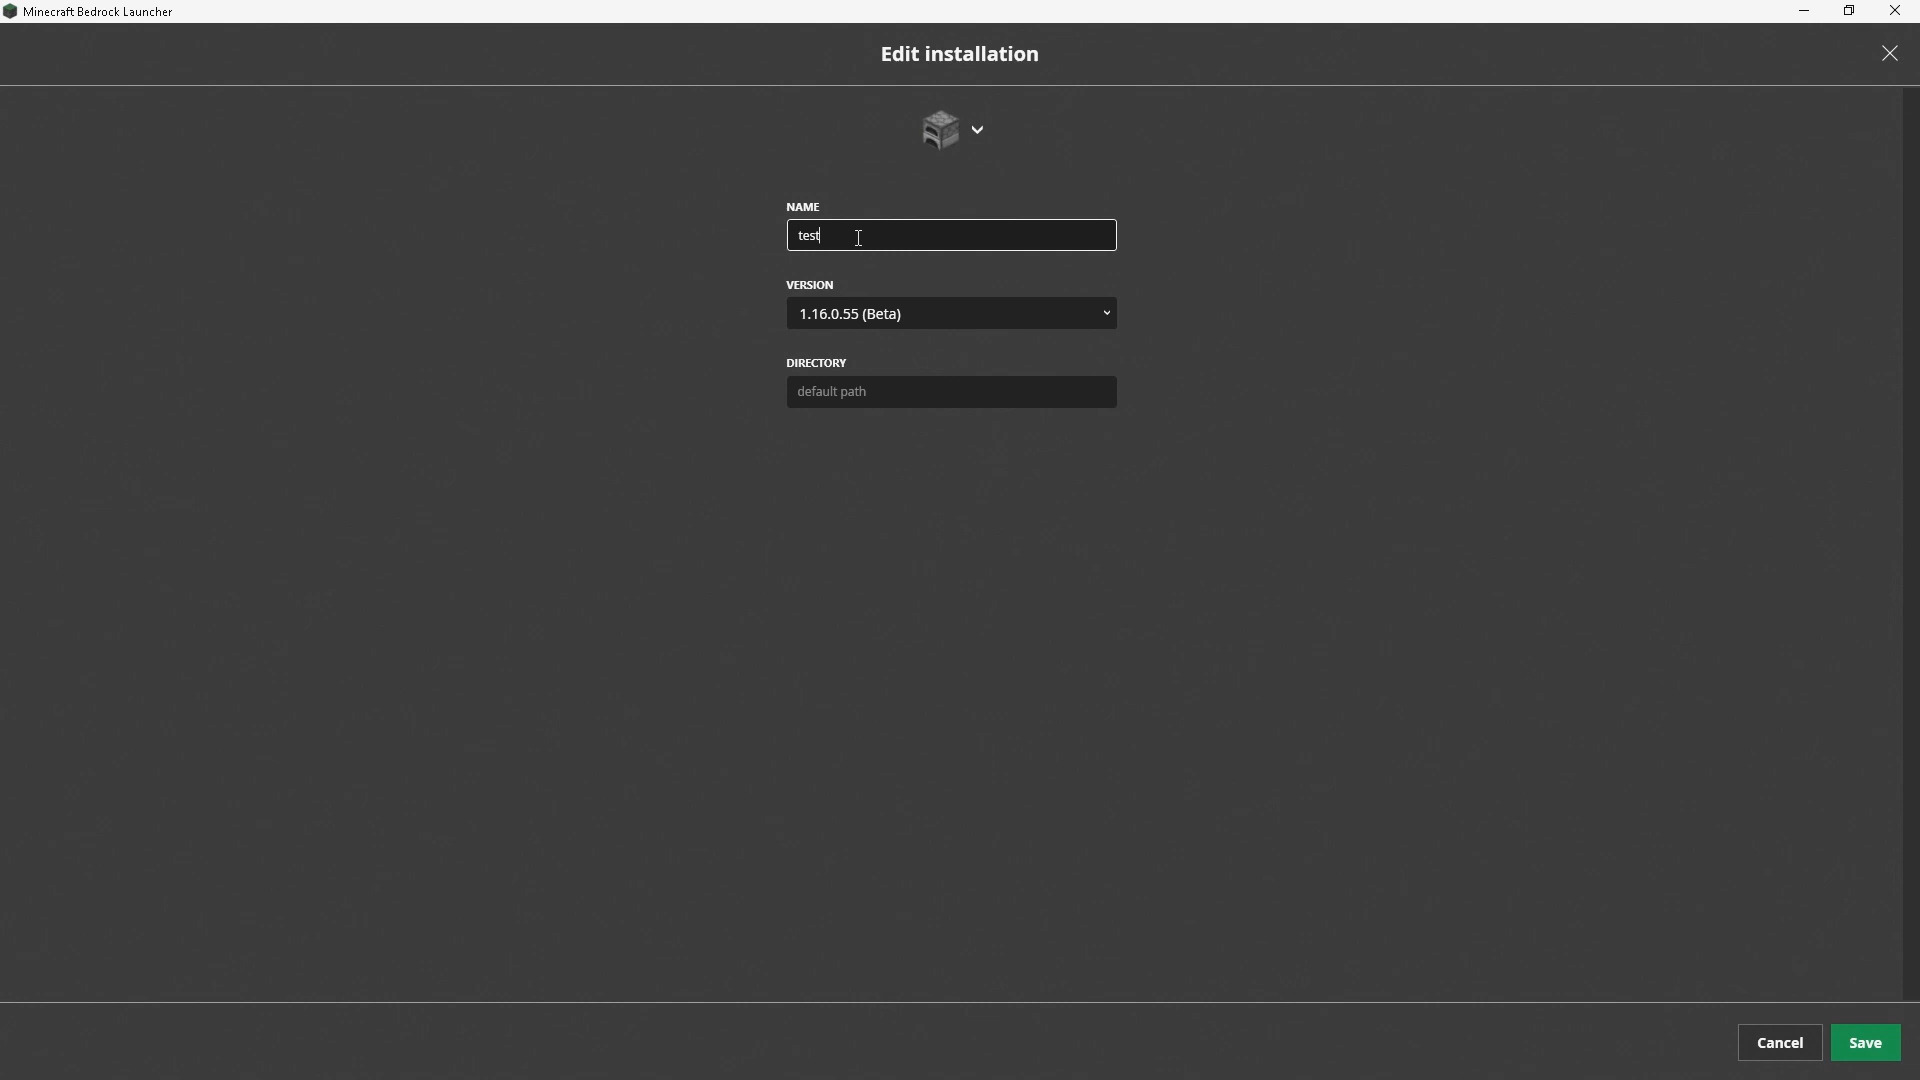 Minecraft Bedrock Launcher
Edit installation
NAME
test
VERSION
1.16.0.55 (Beta)
DIRECTORY
default path
Cancel
Save